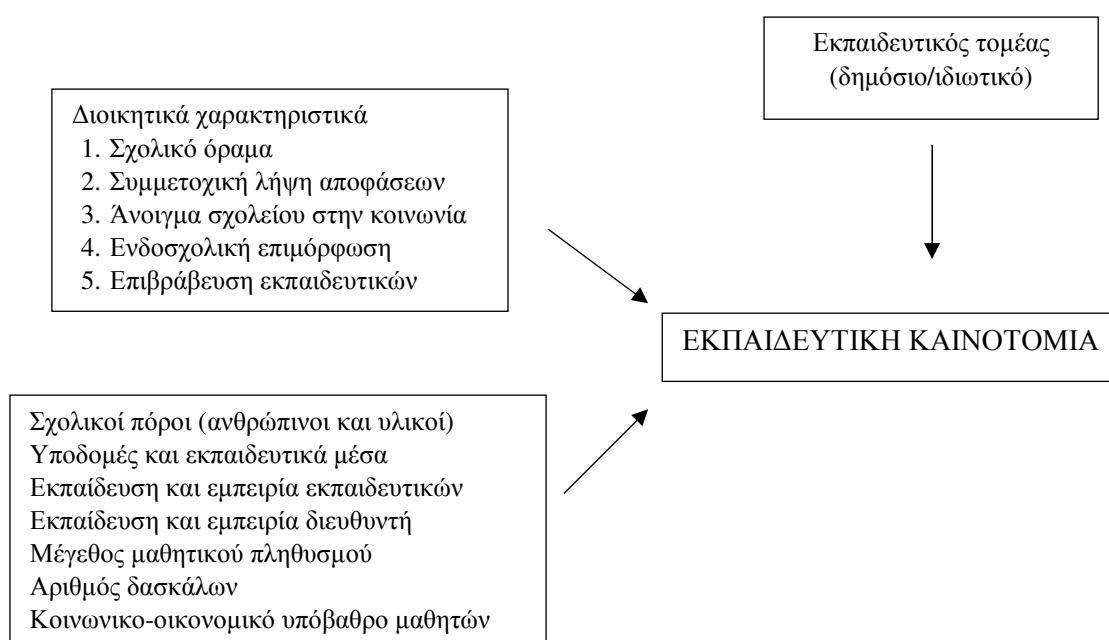 Εκπαιδευτικός τομέας
(δημόσιο/ιδιωτικό)
Διοικητικά χαρακτηριστικά
1. Σχολικό όραμα
2. Συμμετοχική λήψη αποφάσεων
3. Άνοιγμα σχολείου στην κοινωνία
4. Ενδοσχολική επιμόρφωση
5. Επιβράβευση εκπαιδευτικών
ΕΚΠΑΙΔΕΥΤΙΚΗ ΚΑΙΝΟΤΟΜΙΑ
Σχολικοί πόροι (ανθρώπινοι και υλικοί)
Υποδομές και εκπαιδευτικά μέσα
Εκπαίδευση και εμπειρία εκπαιδευτικών
Εκπαίδευση και εμπειρία διευθυντή
Μέγεθος μαθητικού πληθυσμού
Αριθμός δασκάλων
Κοινωνικο-οικονομικό υπόβαθρο μαθητών